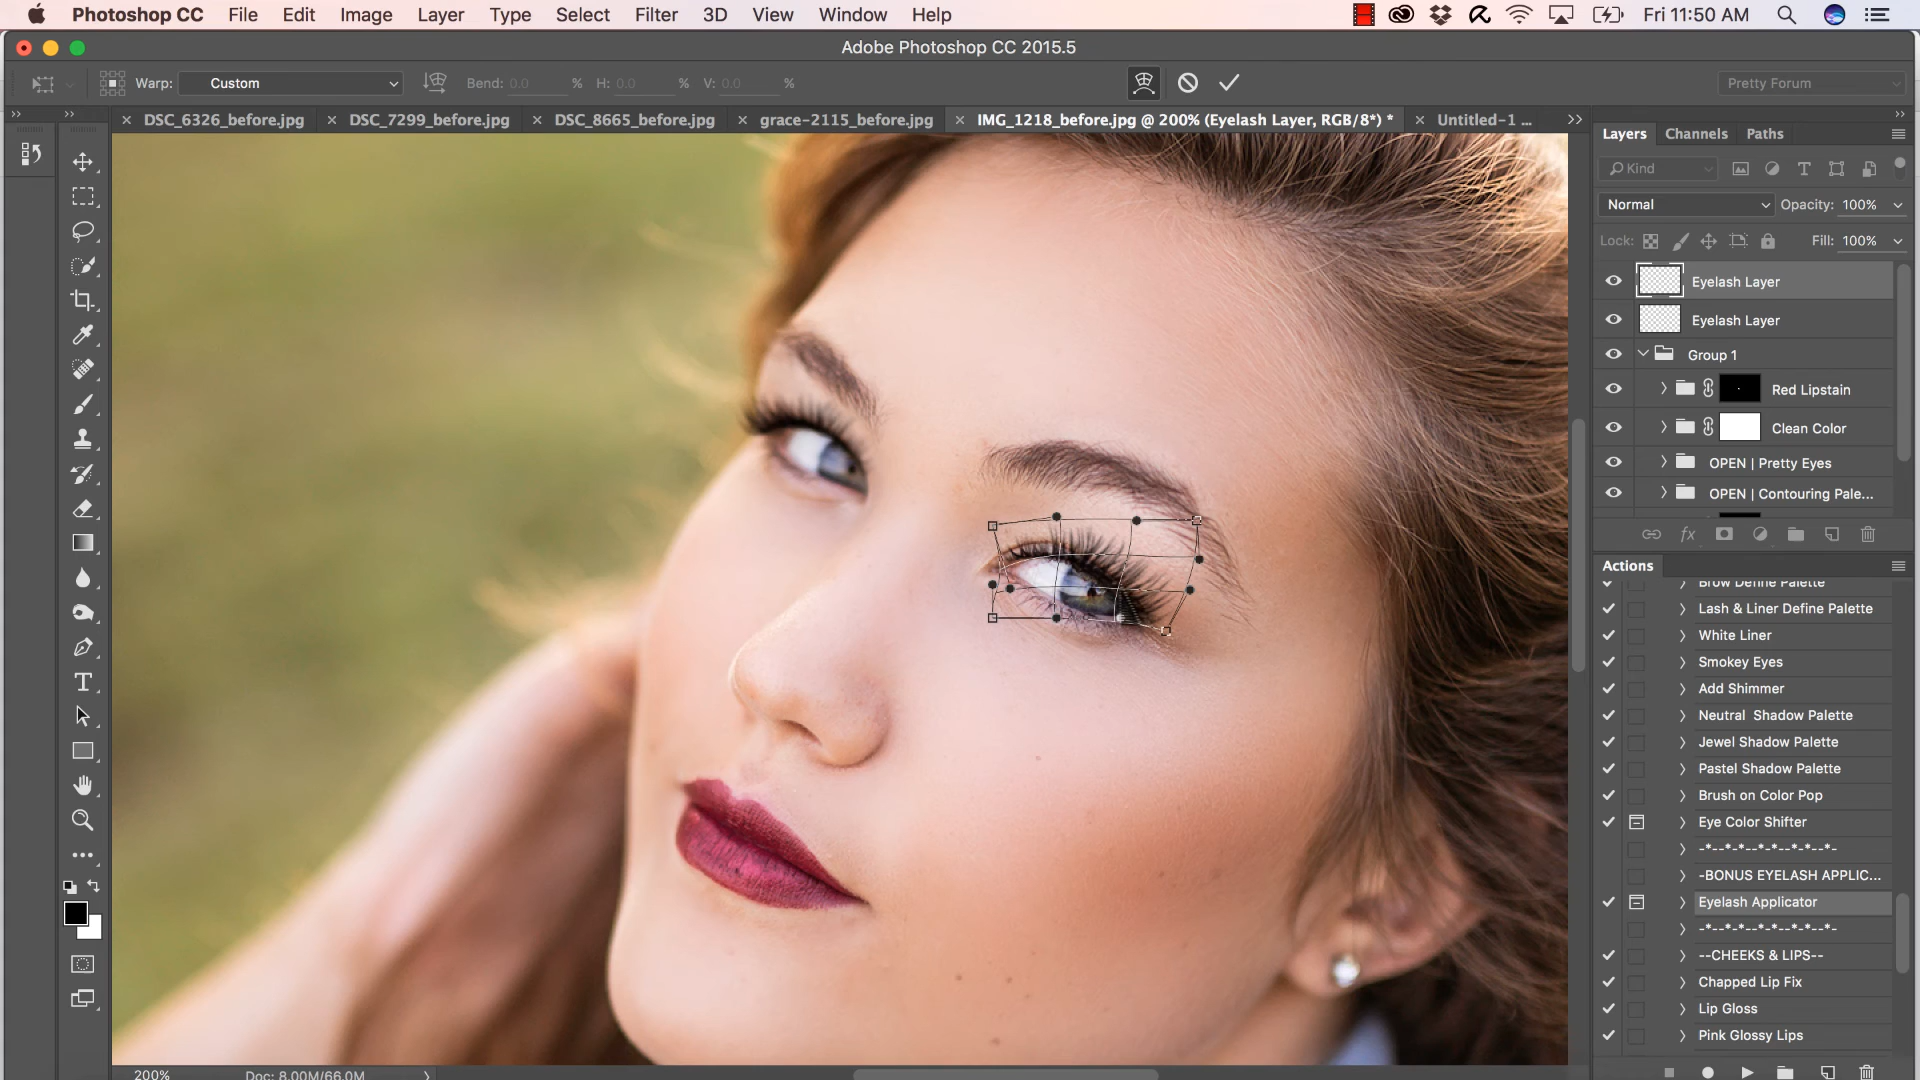 Photoshop CC File Edit Image Layer Type Select Filter 3D View Window Help Fri 11:50 AM
Adobe Photoshop CC 2015.5
Warp: Custom Bend: 0.0 % H: 0.0 % V: 0.0 % Pretty Forum
DSC_6326_before.jpg DSC_7299_before.jpg DSC_8665_before.jpg grace-2115_before.jpg IMG_1218_before.jpg @ 200% (Eyelash Layer, RGB/8*) * Untitled-1 ...
Layers Channels Paths
Kind
Normal Opacity: 100%
Lock: Fill: 100%
Eyelash Layer
Eyelash Layer
Group 1
Red Lipstain
Clean Color
OPEN | Pretty Eyes
OPEN | Contouring Pale...
fx
Actions
Brow Define Palette
Lash & Liner Define Palette
White Liner
Smokey Eyes
Add Shimmer
Neutral Shadow Palette
Jewel Shadow Palette
Pastel Shadow Palette
Brush on Color Pop
Eye Color Shifter
-*--*-*--*-*--*-*--*-
-BONUS EYELASH APPLIC...
Eyelash Applicator
-*--*-*--*-*--*-*--*-
--CHEEKS & LIPS--
Chapped Lip Fix
Lip Gloss
Pink Glossy Lips
200% Doc: 8.00M/66.0M